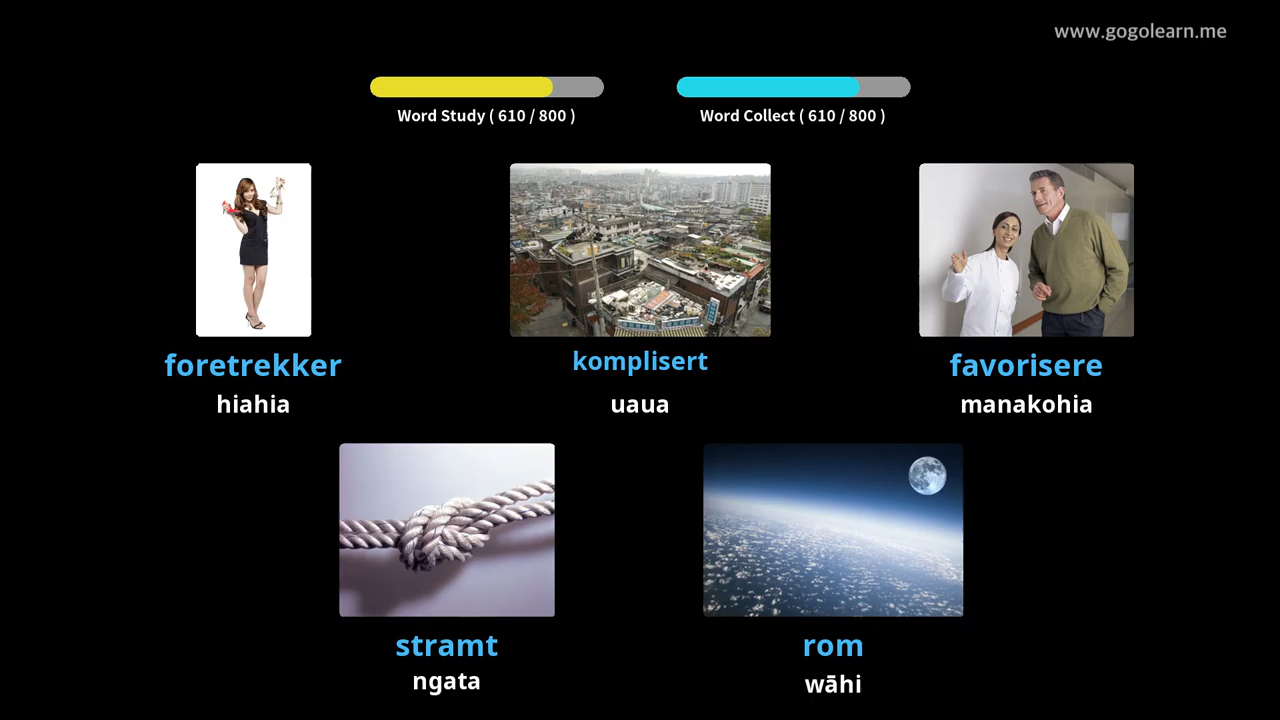 www.gogolearn.me
Word Study ( 610 / 800 )
Word Collect ( 610 / 800 )
foretrekker
hiahia
komplisert
uaua
favorisere
manakohia
stramt
ngata
rom
wāhi